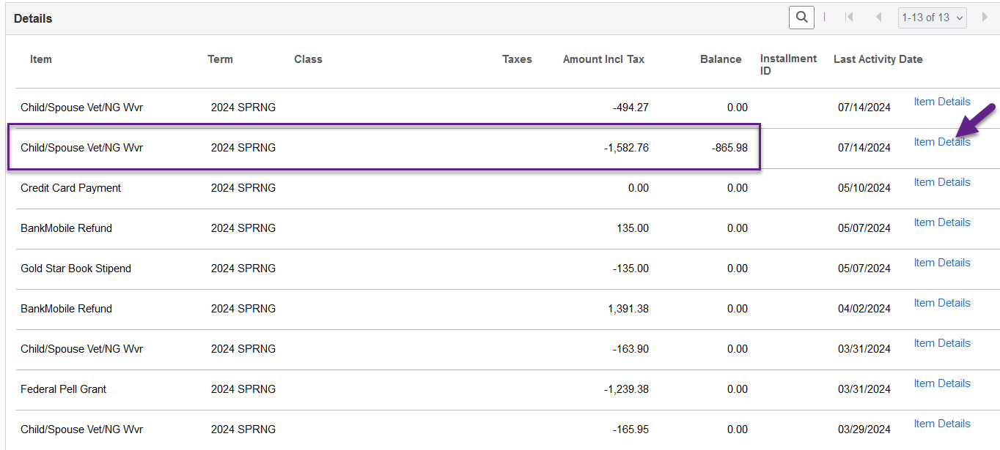 Details
1-13 of 13
Item Term Class Taxes Amount Incl Tax Balance Installment ID Last Activity Date
Child/Spouse Vet/NG Wvr 2024 SPRNG -494.27 0.00 07/14/2024 Item Details
Child/Spouse Vet/NG Wvr 2024 SPRNG -1,582.76 -865.98 07/14/2024 Item Details
Credit Card Payment 2024 SPRNG 0.00 0.00 05/10/2024 Item Details
BankMobile Refund 2024 SPRNG 135.00 0.00 05/07/2024 Item Details
Gold Star Book Stipend 2024 SPRNG -135.00 0.00 05/07/2024 Item Details
BankMobile Refund 2024 SPRNG 1,391.38 0.00 04/02/2024 Item Details
Child/Spouse Vet/NG Wvr 2024 SPRNG -163.90 0.00 03/31/2024 Item Details
Federal Pell Grant 2024 SPRNG -1,239.38 0.00 03/31/2024 Item Details
Child/Spouse Vet/NG Wvr 2024 SPRNG -165.95 0.00 03/29/2024 Item Details